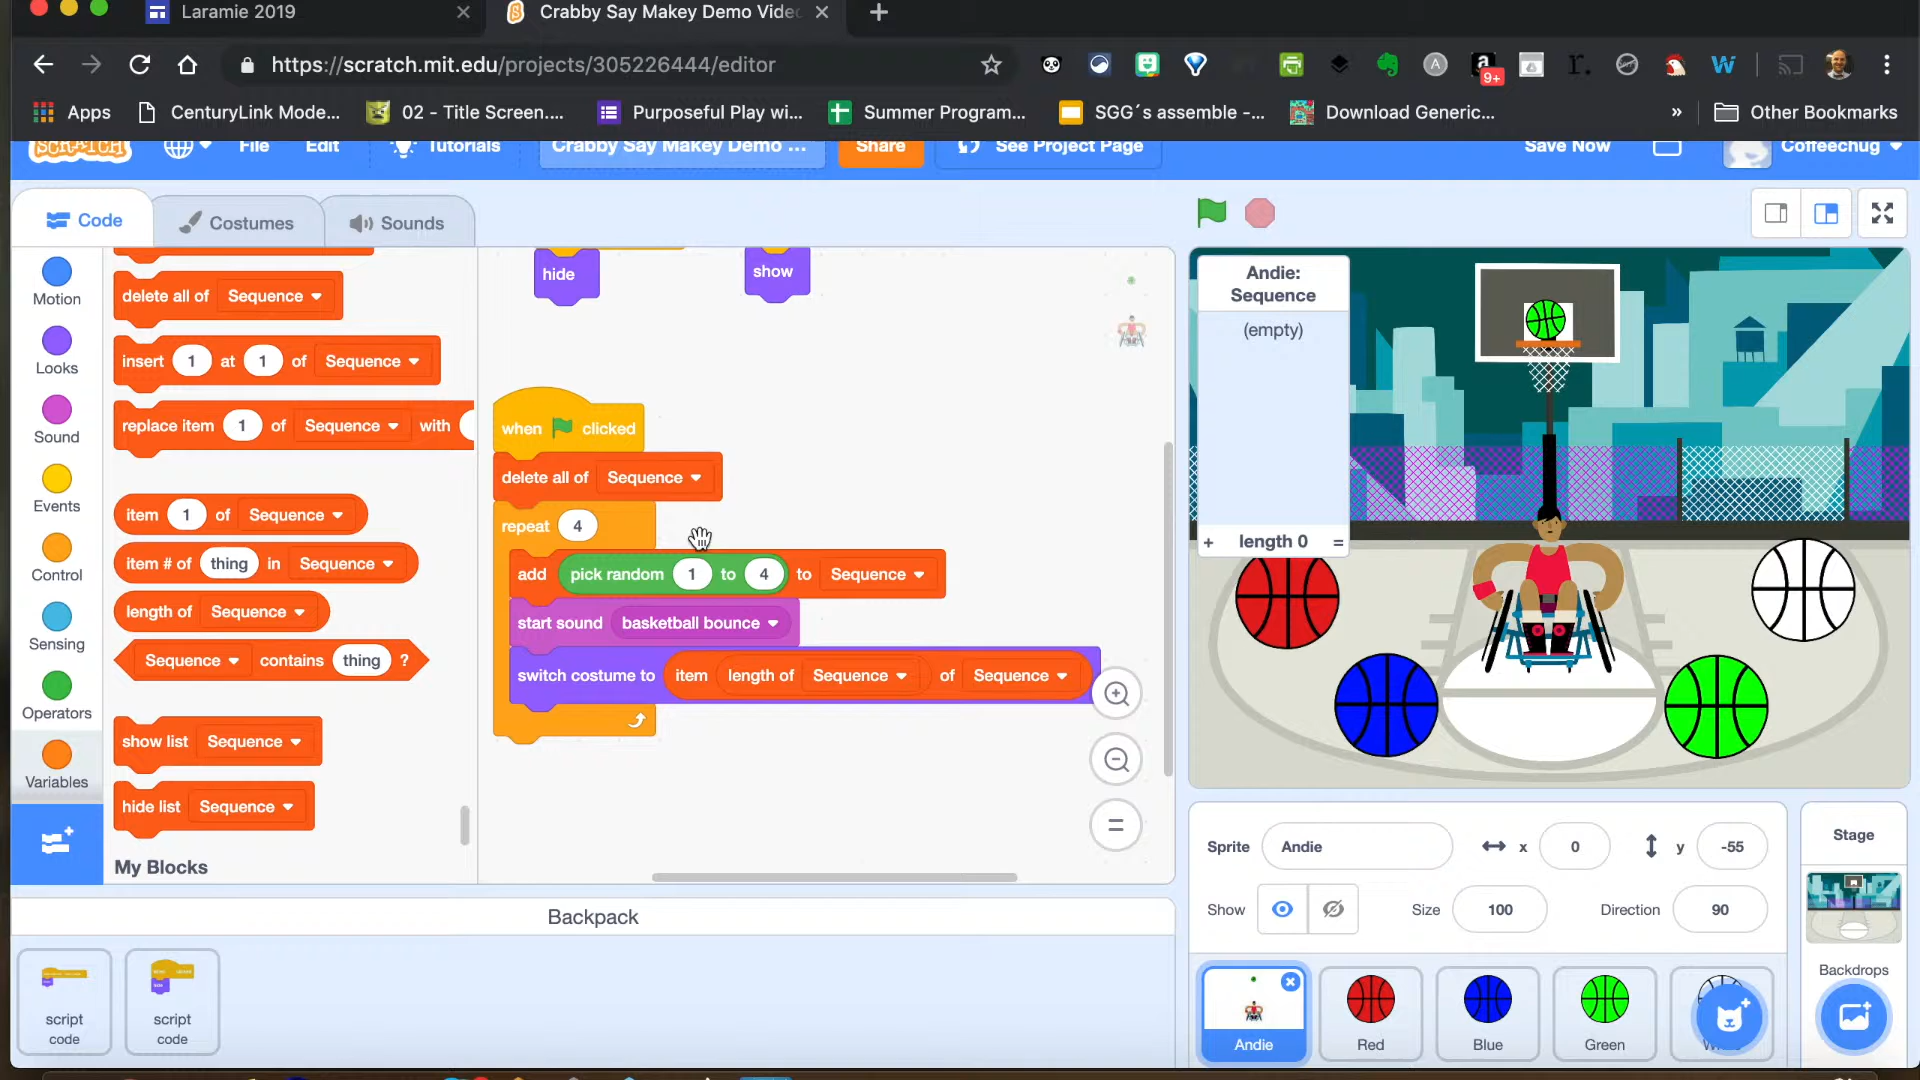 Laramie 2019
Crabby Say Makey Demo Vide
https://scratch.mit.edu/projects/305226444/editor
9+
Apps
CenturyLink Mode...
02 - Title Screen....
Purposeful Play wi...
Summer Program...
SGG´s assemble -...
Download Generic...
»
Other Bookmarks
SCRATCH
File
Edit
Tutorials
Crabby Say Makey Demo ...
Share
See Project Page
Save Now
Coffeechug
Code
Costumes
Sounds
Motion
Looks
Sound
Events
Control
Sensing
Operators
Variables
delete all of Sequence
insert 1 at 1 of Sequence
replace item 1 of Sequence with
item 1 of Sequence
item # of thing in Sequence
length of Sequence
Sequence contains thing ?
show list Sequence
hide list Sequence
My Blocks
hide
show
when clicked
delete all of Sequence
repeat 4
add pick random 1 to 4 to Sequence
start sound basketball bounce
switch costume to item length of Sequence of Sequence
Andie:
Sequence
(empty)
+ length 0 =
Sprite Andie x 0 y -55
Show Size 100 Direction 90
Andie
Red
Blue
Green
Stage
Backdrops
Backpack
script
code
script
code